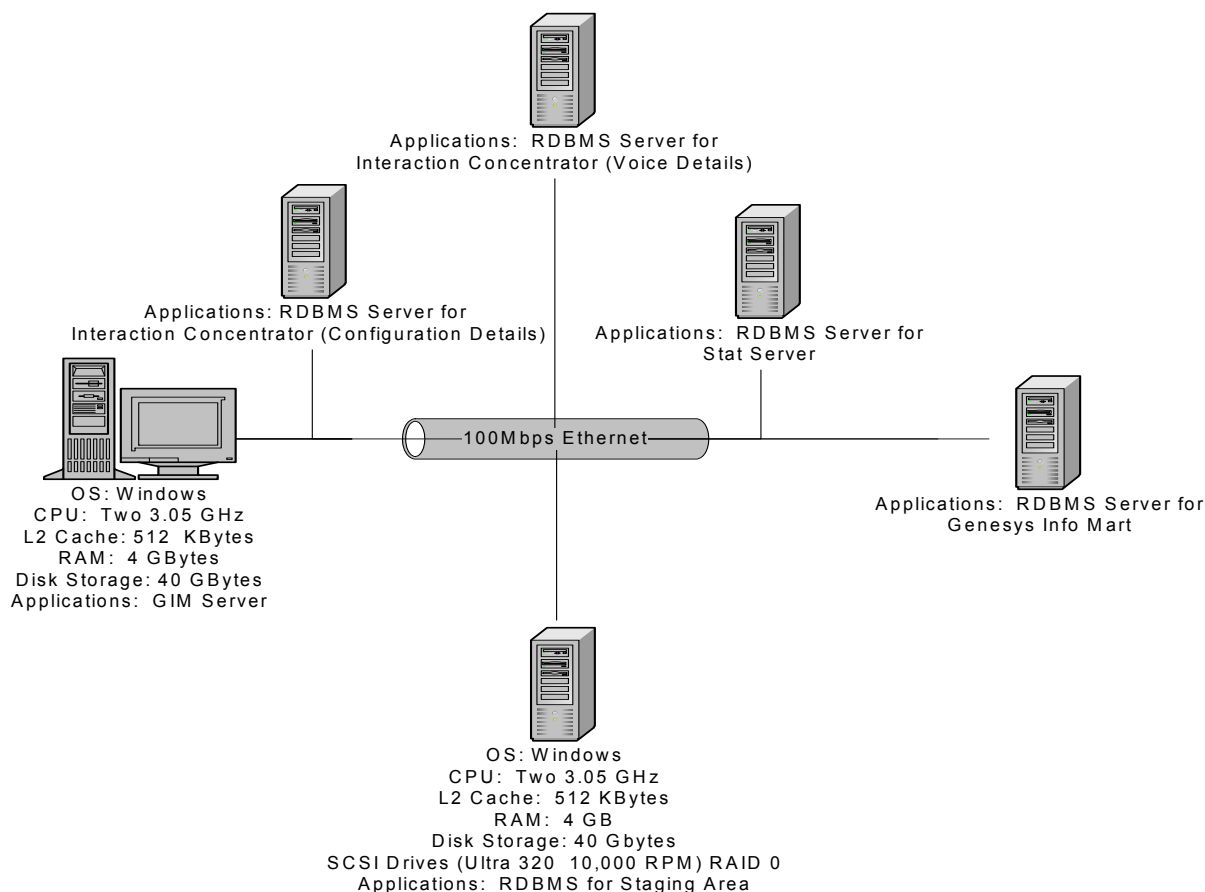 Applications: RDBMS Server for
Interaction Concentrator (Voice Details)
Applications: RDBMS Server for
Interaction Concentrator (Configuration Details)
Applications: RDBMS Server for
Stat Server
100Mbps Ethernet
Applications: RDBMS Server for
Genesys Info Mart
OS: Windows
CPU: Two 3.05 GHz
L2 Cache: 512 KBytes
RAM: 4 GBytes
Disk Storage: 40 GBytes
Applications: GIM Server
OS: Windows
CPU: Two 3.05 GHz
L2 Cache: 512 KBytes
RAM: 4 GB
Disk Storage: 40 Gbytes
SCSI Drives (Ultra 320 10,000 RPM) RAID 0
Applications: RDBMS for Staging Area